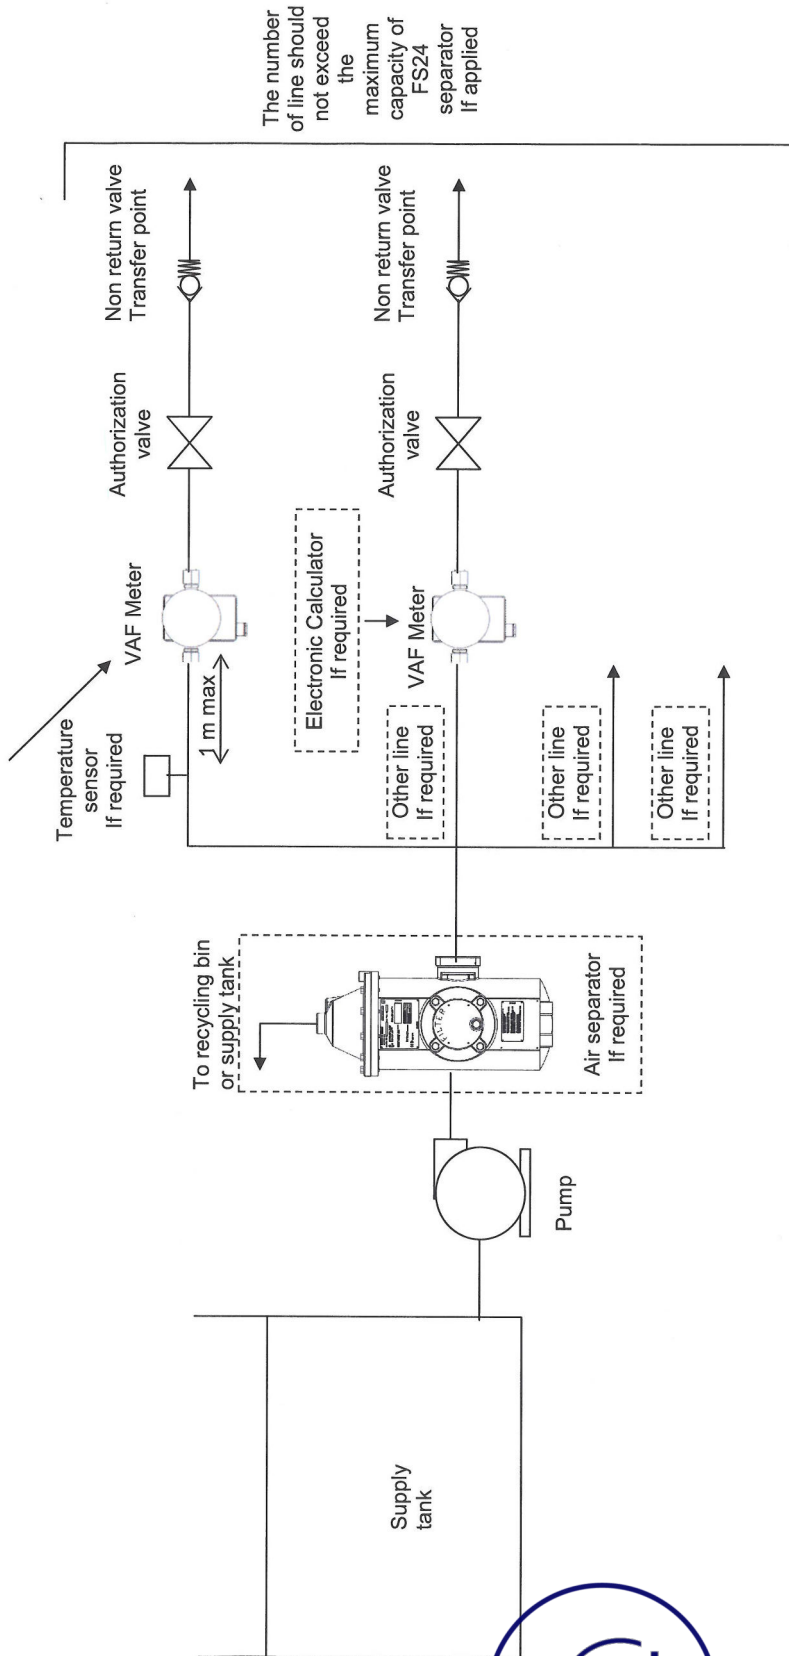 Supply
tank
Pump
To recycling bin
or supply tank
FILTER
Air separator
If required
Temperature
sensor
If required
1 m max
VAF Meter
Authorization
valve
Non return valve
Transfer point
Other line
If required
Electronic Calculator
If required
VAF Meter
Authorization
valve
Non return valve
Transfer point
Other line
If required
Other line
If required
The number
of line should
not exceed
the
maximum
capacity of
FS24
separator
If applied